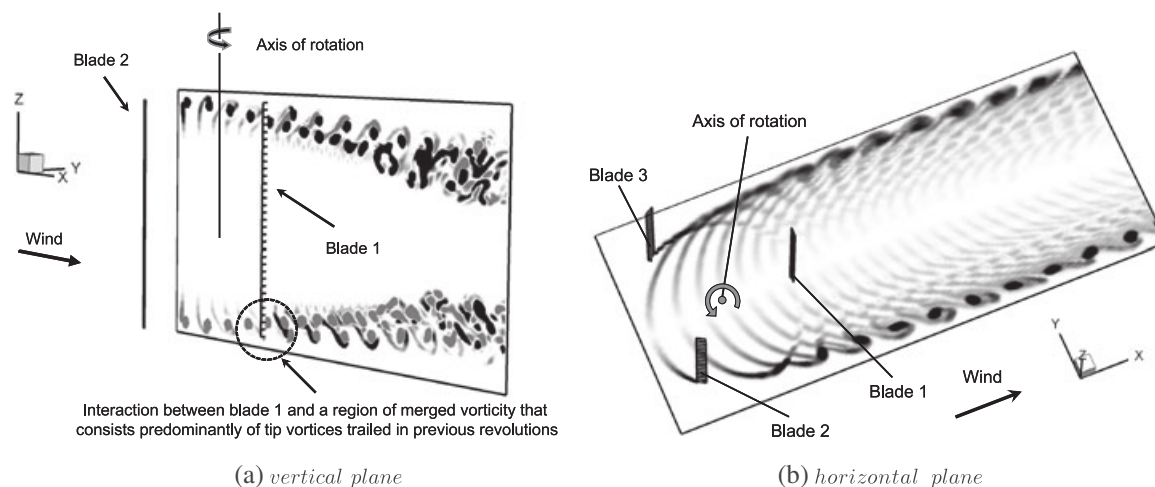 Axis of rotation
Blade 2
Z
Y
X
Wind
Blade 1
Interaction between blade 1 and a region of merged vorticity that
consists predominantly of tip vortices trailed in previous revolutions
(a) vertical plane
Axis of rotation
Blade 3
Blade 1
Wind
Blade 2
Y
X
Z
(b) horizontal plane